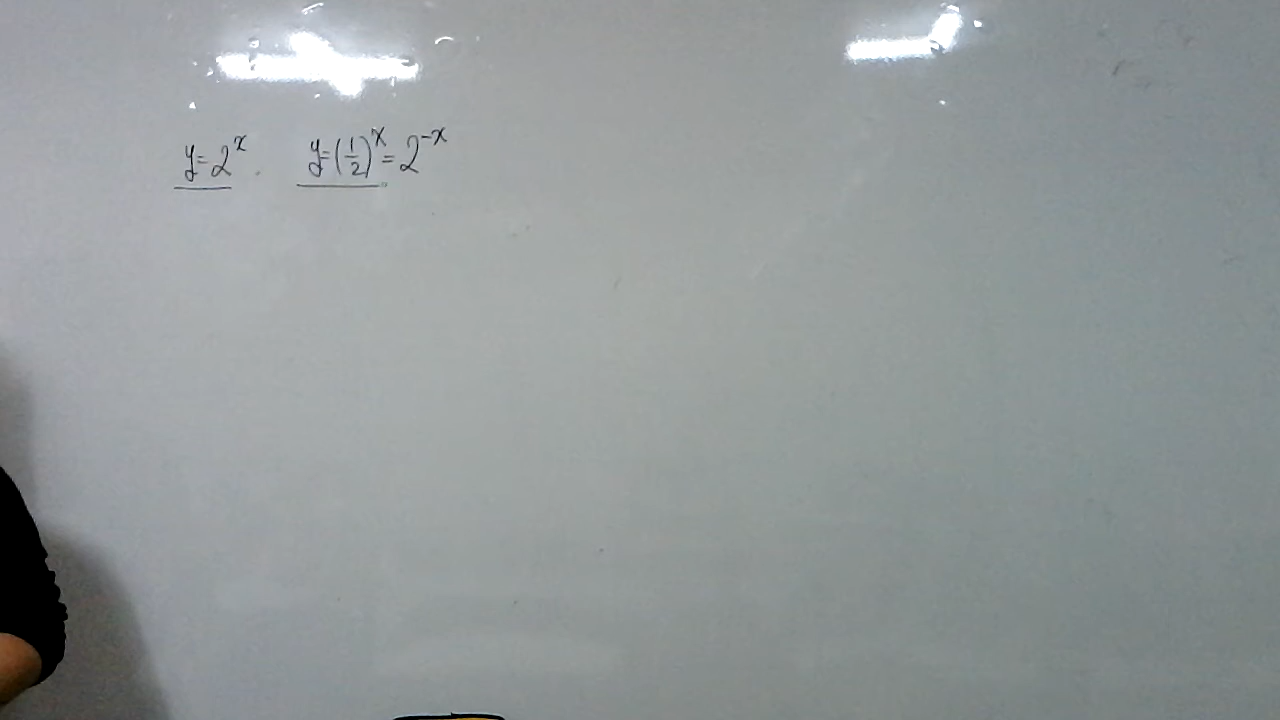 y=2^x . y=(1/2)^x=2^-x